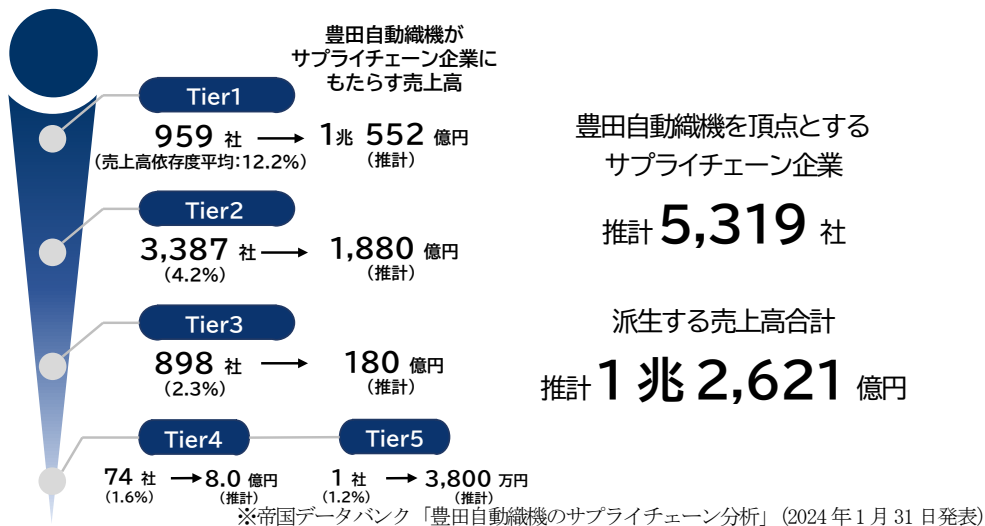 豊田自動織機が
サプライチェーン企業に
もたらす売上高
Tier1
959 社 → 1兆 552 億円
(売上高依存度平均:12.2%) (推計)
Tier2
3,387 社 → 1,880 億円
(4.2%) (推計)
Tier3
898 社 → 180 億円
(2.3%) (推計)
Tier4 Tier5
74 社 → 8.0 億円 1 社 → 3,800 万円
(1.6%) (推計) (1.2%) (推計)
豊田自動織機を頂点とする
サプライチェーン企業
推計 5,319 社
派生する売上高合計
推計 1 兆 2,621 億円
※帝国データバンク「豊田自動織機のサプライチェーン分析」(2024 年 1 月 31 日発表)